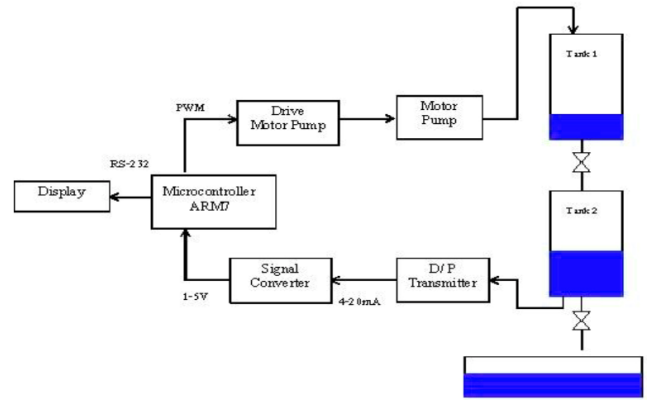 Tank 1
PWM
Drive
Motor Pump
Motor
Pump
RS-232
Display
Microcontroller
ARM7
Tank 2
Signal
Converter
D/P
Transmitter
1-5V
4-20mA